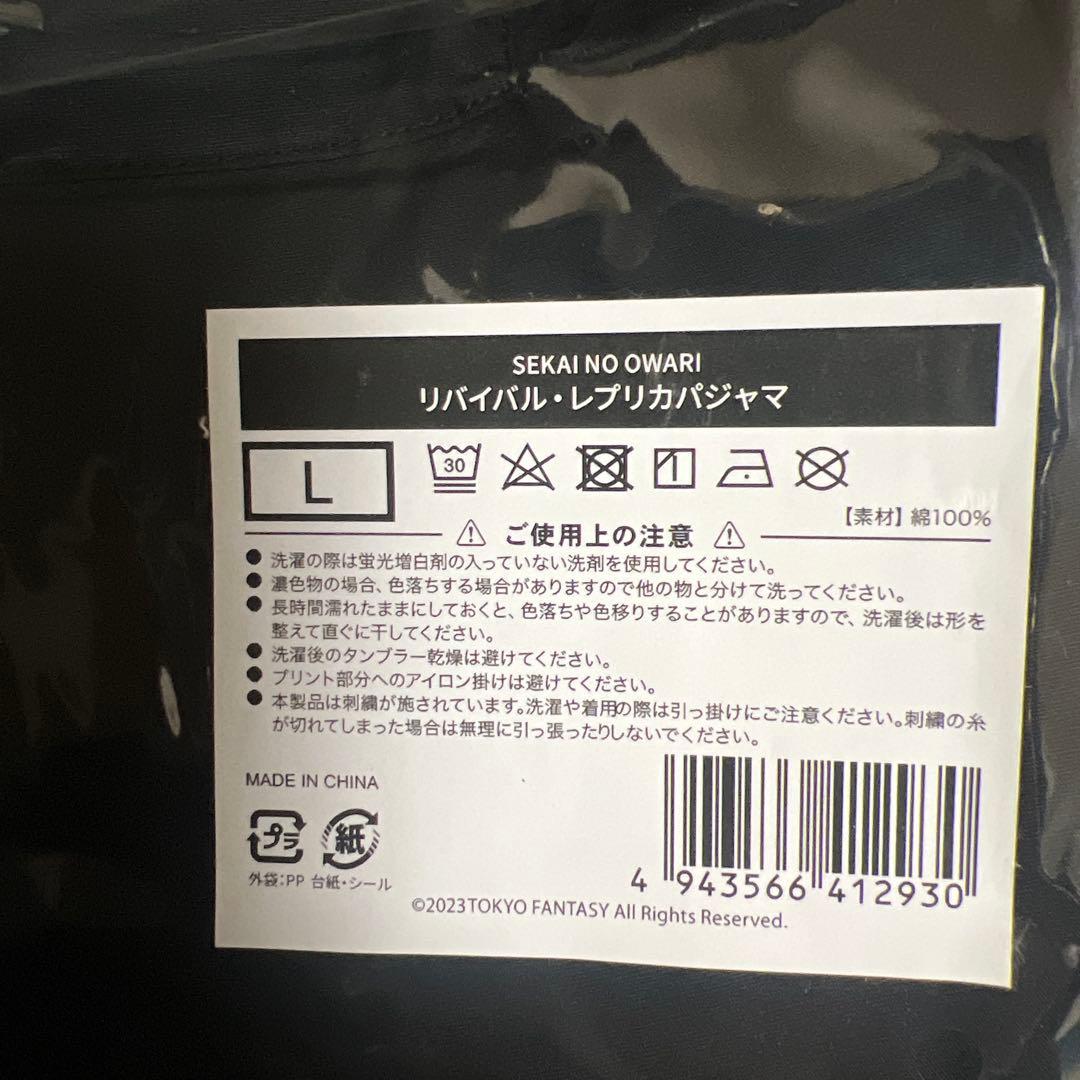 SEKAI NO OWARI
リバイバル・レプリカパジャマ
L
30
【素材】綿100%
⚠ ご使用上の注意 ⚠
● 洗濯の際は蛍光増白剤の入っていない洗剤を使用してください。
● 濃色物の場合、色落ちする場合がありますので他の物と分けて洗ってください。
● 長時間濡れたままにしておくと、色落ちや色移りすることがありますので、洗濯後は形を
整えて直ぐに干してください。
● 洗濯後のタンブラー乾燥は避けてください。
● プリント部分へのアイロン掛けは避けてください。
● 本製品は刺繍が施されています。洗濯や着用の際は引っ掛けにご注意ください。刺繍の糸
が切れてしまった場合は無理に引っ張ったりしないでください。
MADE IN CHINA
プラ 紙
外袋:PP 台紙・シール
4 943566 412930
©2023TOKYO FANTASY All Rights Reserved.